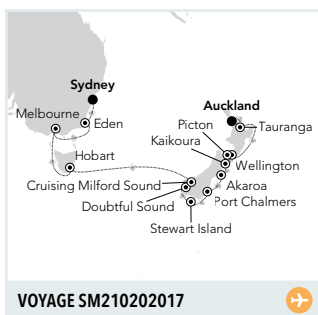 Sydney
Melbourne
Eden
Hobart
Auckland
Picton
Tauranga
Kaikoura
Wellington
Cruising Milford Sound
Akaroa
Doubtful Sound
Port Chalmers
Stewart Island
VOYAGE SM210202017